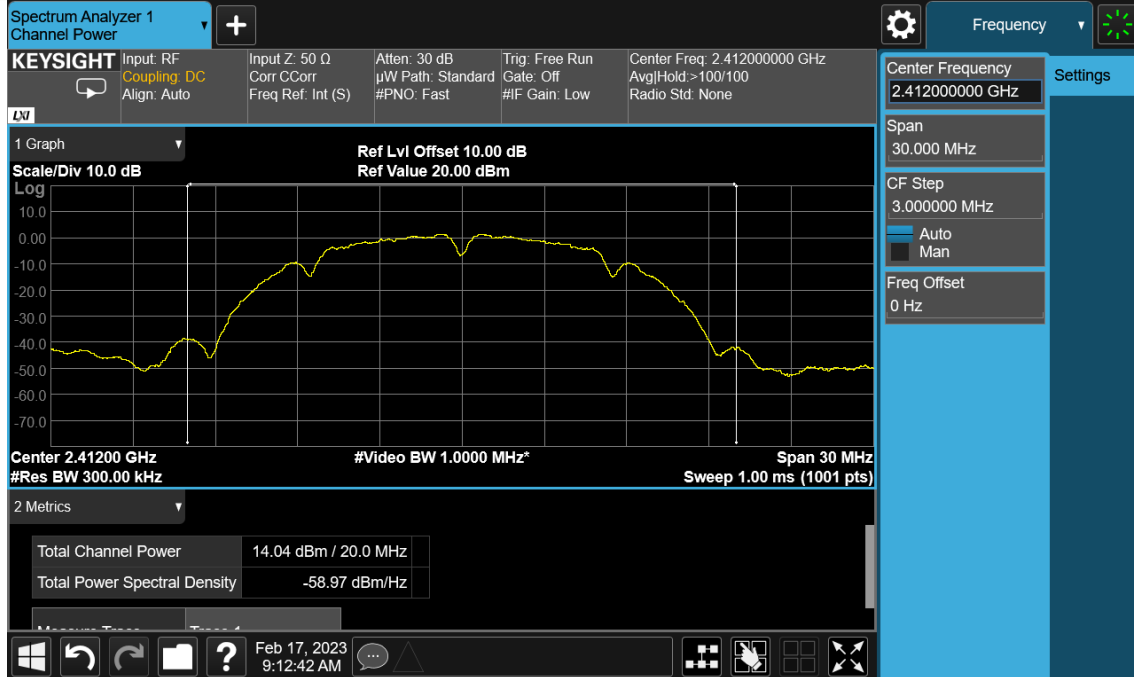 Spectrum Analyzer 1
Channel Power
Frequency
KEYSIGHT
LXI
Input: RF
Coupling: DC
Align: Auto
Input Z: 50 Ω
Corr CCorr
Freq Ref: Int (S)
Atten: 30 dB
µW Path: Standard
#PNO: Fast
Trig: Free Run
Gate: Off
#IF Gain: Low
Center Freq: 2.412000000 GHz
Avg|Hold:>100/100
Radio Std: None
Center Frequency
2.412000000 GHz
Settings
Span
30.000 MHz
CF Step
3.000000 MHz
Auto
Man
Freq Offset
0 Hz
1 Graph
Scale/Div 10.0 dB
Ref Lvl Offset 10.00 dB
Ref Value 20.00 dBm
Log
10.0
0.00
-10.0
-20.0
-30.0
-40.0
-50.0
-60.0
-70.0
Center 2.41200 GHz
#Video BW 1.0000 MHz*
Span 30 MHz
#Res BW 300.00 kHz
Sweep 1.00 ms (1001 pts)
2 Metrics
Total Channel Power 14.04 dBm / 20.0 MHz
Total Power Spectral Density -58.97 dBm/Hz
Measure Trace Trace 1
?
Feb 17, 2023
9:12:42 AM